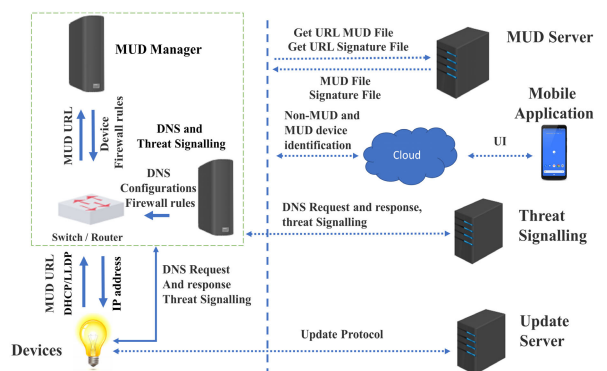 MUD Manager
MUD URL
Device
Firewall rules
DNS and
Threat Signalling
DNS
Configurations
Firewall rules
Switch / Router
MUD URL
DHCP/LLDP
IP address
DNS Request
And response
Threat Signalling
Devices
Get URL MUD File
Get URL Signature File
MUD File
Signature File
MUD Server
Non-MUD and
MUD device
identification
Cloud
UI
Mobile
Application
DNS Request and response,
threat Signalling
Threat
Signalling
Update Protocol
Update
Server